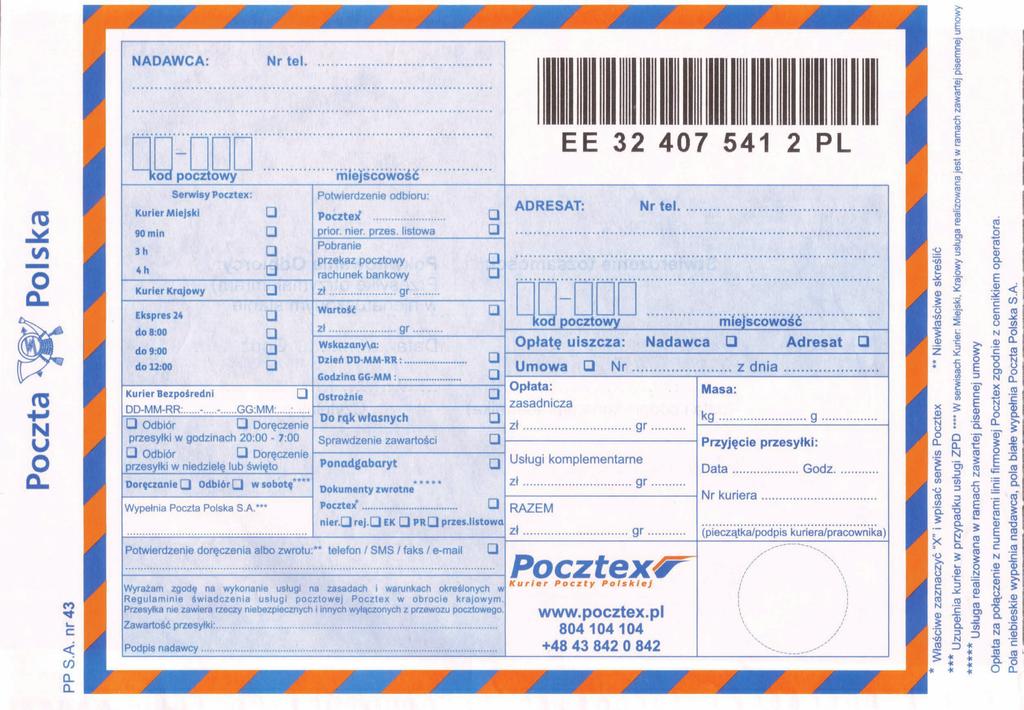 Poczta Polska
PP S.A. nr 43
NADAWCA: Nr tel. ..........
kod pocztowy miejscowość
EE 32 407 541 2 PL
Serwisy Pocztex:
Kurier Miejski
90 min
3 h
4 h
Kurier Krajowy
Ekspres 24
do 8:00
do 9:00
do 12:00
Kurier Bezpośredni
DD-MM-RR:......-.....-......GG:MM:.....:......
Odbiór Doręczenie
przesyłki w godzinach 20:00 - 7:00
Odbiór Doręczenie
przesyłki w niedzielę lub święto
Doręczanie Odbiór w sobotę****
Wypełnia Poczta Polska S.A.***
Potwierdzenie odbioru:
Pocztex* ..........
prior. nier. przes. listowa
Pobranie
przekaz pocztowy
rachunek bankowy
zł .......... gr ..........
Wartość
zł .......... gr ..........
Wskazany\a:
Dzień DD-MM-RR : ..........
Godzina GG-MM : ..........
Ostrożnie
Do rąk własnych
Sprawdzenie zawartości
Ponadgabaryt
Dokumenty zwrotne*****
Pocztex* ..........
nier. rej. EK PR przes.listowa
Potwierdzenie doręczenia albo zwrotu:** telefon / SMS / faks / e-mail
Wyrażam zgodę na wykonanie usługi na zasadach i warunkach określonych w
Regulaminie świadczenia usługi pocztowej Pocztex w obrocie krajowym.
Przesyłka nie zawiera rzeczy niebezpiecznych i innych wyłączonych z przewozu pocztowego.
Zawartość przesyłki:..........
Podpis nadawcy ..........
ADRESAT: Nr tel. ..........
kod pocztowy miejscowość
Opłatę uiszcza: Nadawca Adresat
Umowa Nr .......... z dnia ..........
Opłata:
zasadnicza
zł .......... gr ..........
Usługi komplementarne
zł .......... gr ..........
RAZEM
zł .......... gr ..........
Masa:
kg .......... g ..........
Przyjęcie przesyłki:
Data .......... Godz. ..........
Nr kuriera ..........
(pieczątka/podpis kuriera/pracownika)
Pocztex
Kurier Poczty Polskiej
www.pocztex.pl
804 104 104
+48 43 842 0 842
* Właściwe zaznaczyć "X" i wpisać serwis Pocztex ** Niewłaściwe skreślić
*** Uzupełnia kurier w przypadku usługi ZPD **** W serwisach Kurier: Miejski, Krajowy usługa realizowana jest w ramach zawartej pisemnej umowy
***** Usługa realizowana w ramach zawartej pisemnej umowy
Opłata za połączenie z numerami linii firmowej Pocztex zgodnie z cennikiem operatora.
Pola niebieskie wypełnia nadawca, pola białe wypełnia Poczta Polska S.A.